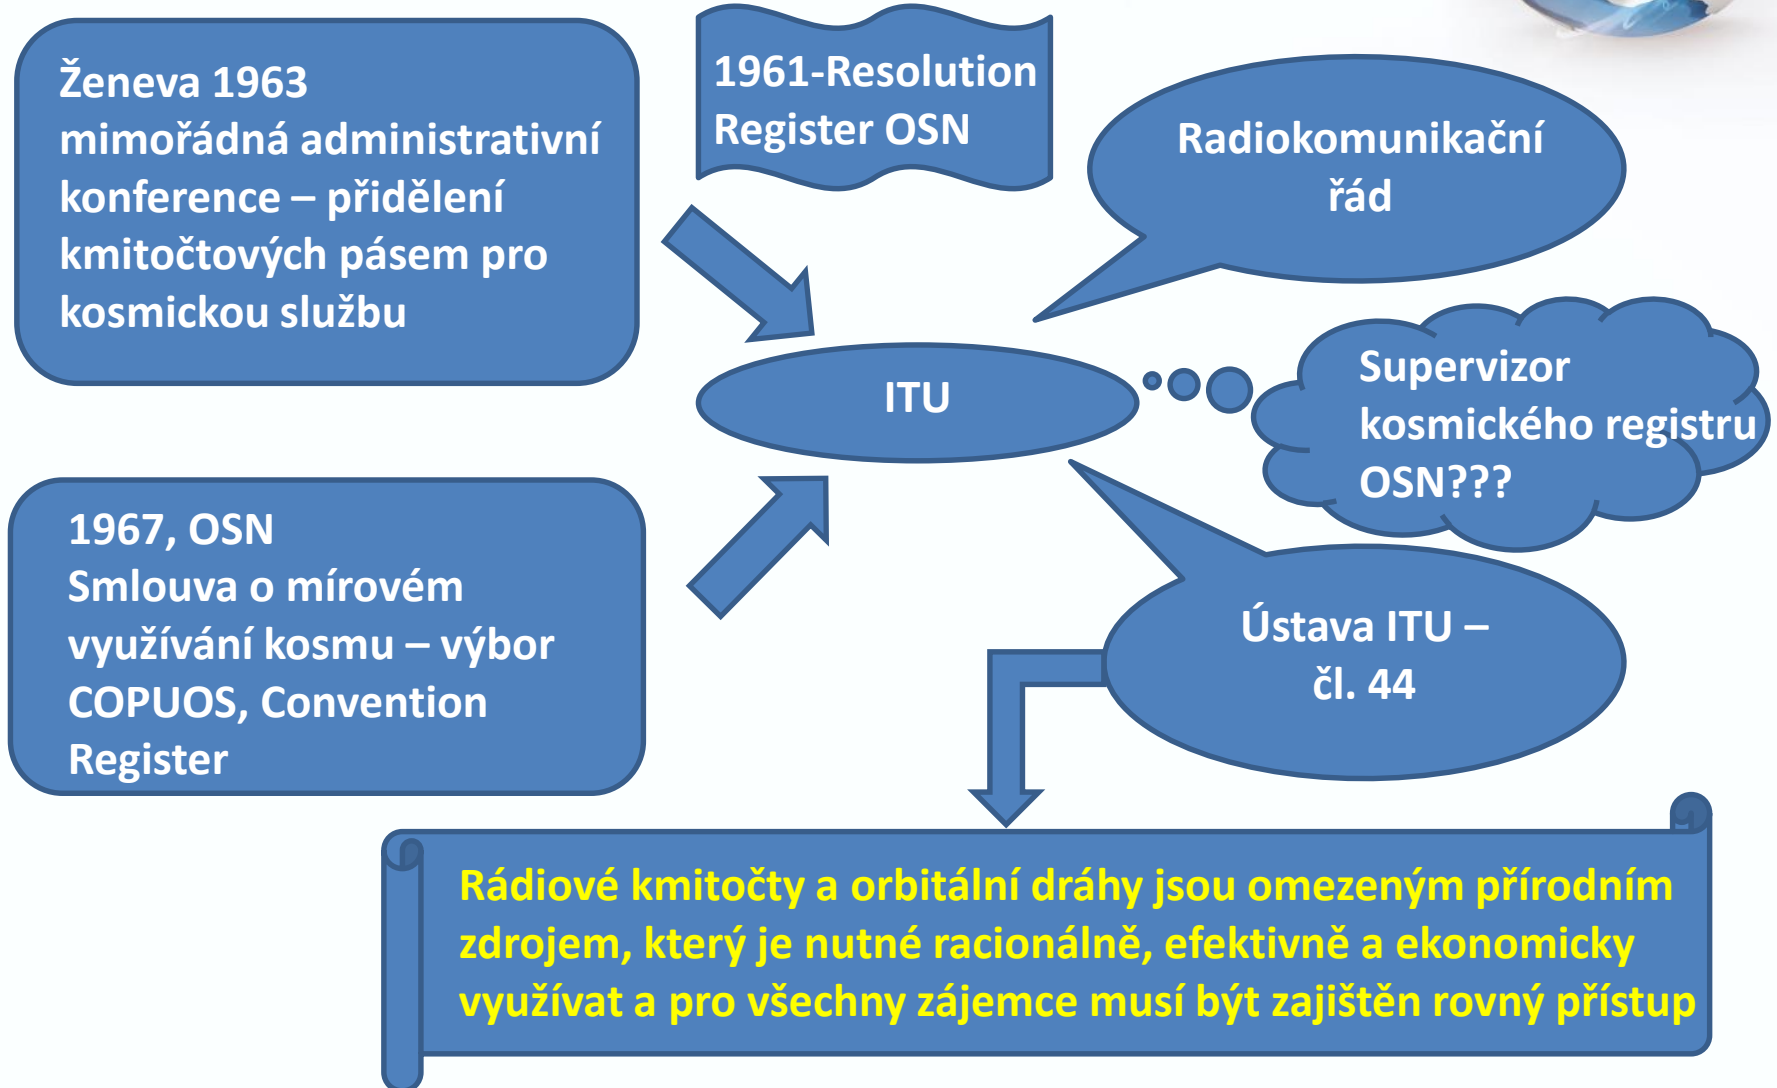 Ženeva 1963
mimořádná administrativní
konference – přidělení
kmitočtových pásem pro
kosmickou službu
1961-Resolution
Register OSN
Radiokomunikační
řád
ITU
Supervizor
kosmického registru
OSN???
1967, OSN
Smlouva o mírovém
využívání kosmu – výbor
COPUOS, Convention
Register
Ústava ITU –
čl. 44
Rádiové kmitočty a orbitální dráhy jsou omezeným přírodním
zdrojem, který je nutné racionálně, efektivně a ekonomicky
využívat a pro všechny zájemce musí být zajištěn rovný přístup